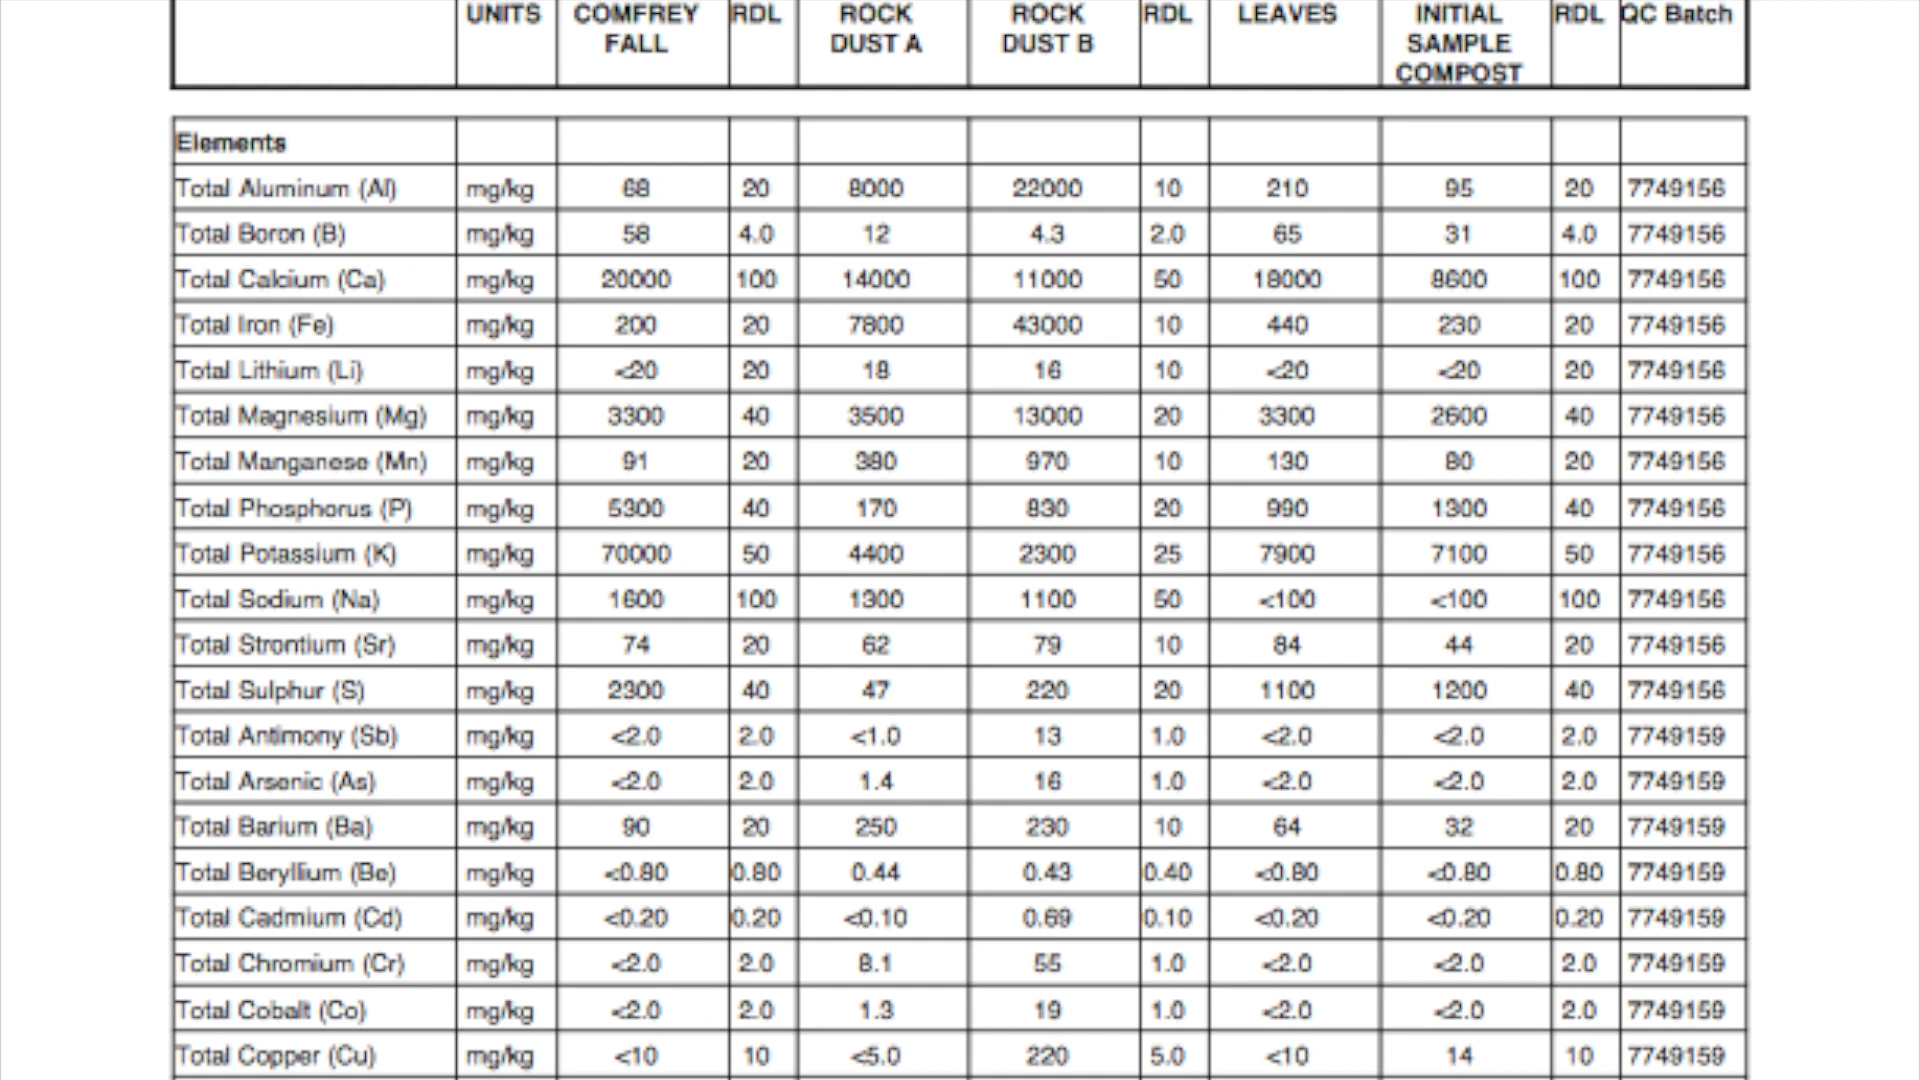 UNITS COMFREY FALL RDL ROCK DUST A ROCK DUST B RDL LEAVES INITIAL SAMPLE COMPOST RDL QC Batch
Elements
Total Aluminum (Al) mg/kg 68 20 8000 22000 10 210 95 20 7749156
Total Boron (B) mg/kg 58 4.0 12 4.3 2.0 65 31 4.0 7749156
Total Calcium (Ca) mg/kg 20000 100 14000 11000 50 18000 8600 100 7749156
Total Iron (Fe) mg/kg 200 20 7800 43000 10 440 230 20 7749156
Total Lithium (Li) mg/kg <20 20 18 16 10 <20 <20 20 7749156
Total Magnesium (Mg) mg/kg 3300 40 3500 13000 20 3300 2600 40 7749156
Total Manganese (Mn) mg/kg 91 20 380 970 10 130 80 20 7749156
Total Phosphorus (P) mg/kg 5300 40 170 830 20 990 1300 40 7749156
Total Potassium (K) mg/kg 70000 50 4400 2300 25 7900 7100 50 7749156
Total Sodium (Na) mg/kg 1600 100 1300 1100 50 <100 <100 100 7749156
Total Strontium (Sr) mg/kg 74 20 62 79 10 84 44 20 7749156
Total Sulphur (S) mg/kg 2300 40 47 220 20 1100 1200 40 7749156
Total Antimony (Sb) mg/kg <2.0 2.0 <1.0 13 1.0 <2.0 <2.0 2.0 7749159
Total Arsenic (As) mg/kg <2.0 2.0 1.4 16 1.0 <2.0 <2.0 2.0 7749159
Total Barium (Ba) mg/kg 90 20 250 230 10 64 32 20 7749159
Total Beryllium (Be) mg/kg <0.80 0.80 0.44 0.43 0.40 <0.80 <0.80 0.80 7749159
Total Cadmium (Cd) mg/kg <0.20 0.20 <0.10 0.69 0.10 <0.20 <0.20 0.20 7749159
Total Chromium (Cr) mg/kg <2.0 2.0 8.1 55 1.0 <2.0 <2.0 2.0 7749159
Total Cobalt (Co) mg/kg <2.0 2.0 1.3 19 1.0 <2.0 <2.0 2.0 7749159
Total Copper (Cu) mg/kg <10 10 <5.0 220 5.0 <10 14 10 7749159